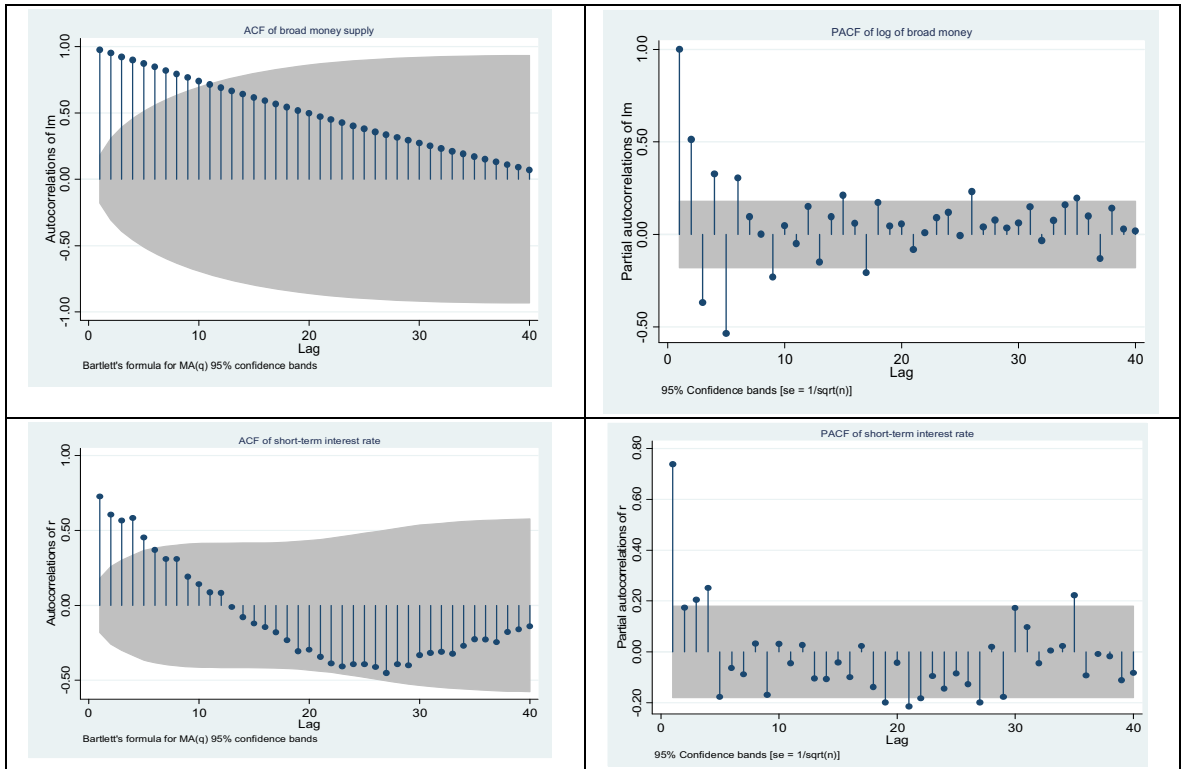 ACF of broad money supply
Autocorrelations of lm
1.00
0.50
0.00
-0.50
-1.00
0 10 20 30 40
Lag
Bartlett's formula for MA(q) 95% confidence bands
PACF of log of broad money
Partial autocorrelations of lm
1.00
0.50
0.00
-0.50
0 10 20 30 40
Lag
95% Confidence bands [se = 1/sqrt(n)]
ACF of short-term interest rate
Autocorrelations of r
1.00
0.50
0.00
-0.50
0 10 20 30 40
Lag
Bartlett's formula for MA(q) 95% confidence bands
PACF of short-term interest rate
Partial autocorrelations of r
0.80
0.60
0.40
0.20
0.00
-0.20
0 10 20 30 40
Lag
95% Confidence bands [se = 1/sqrt(n)]